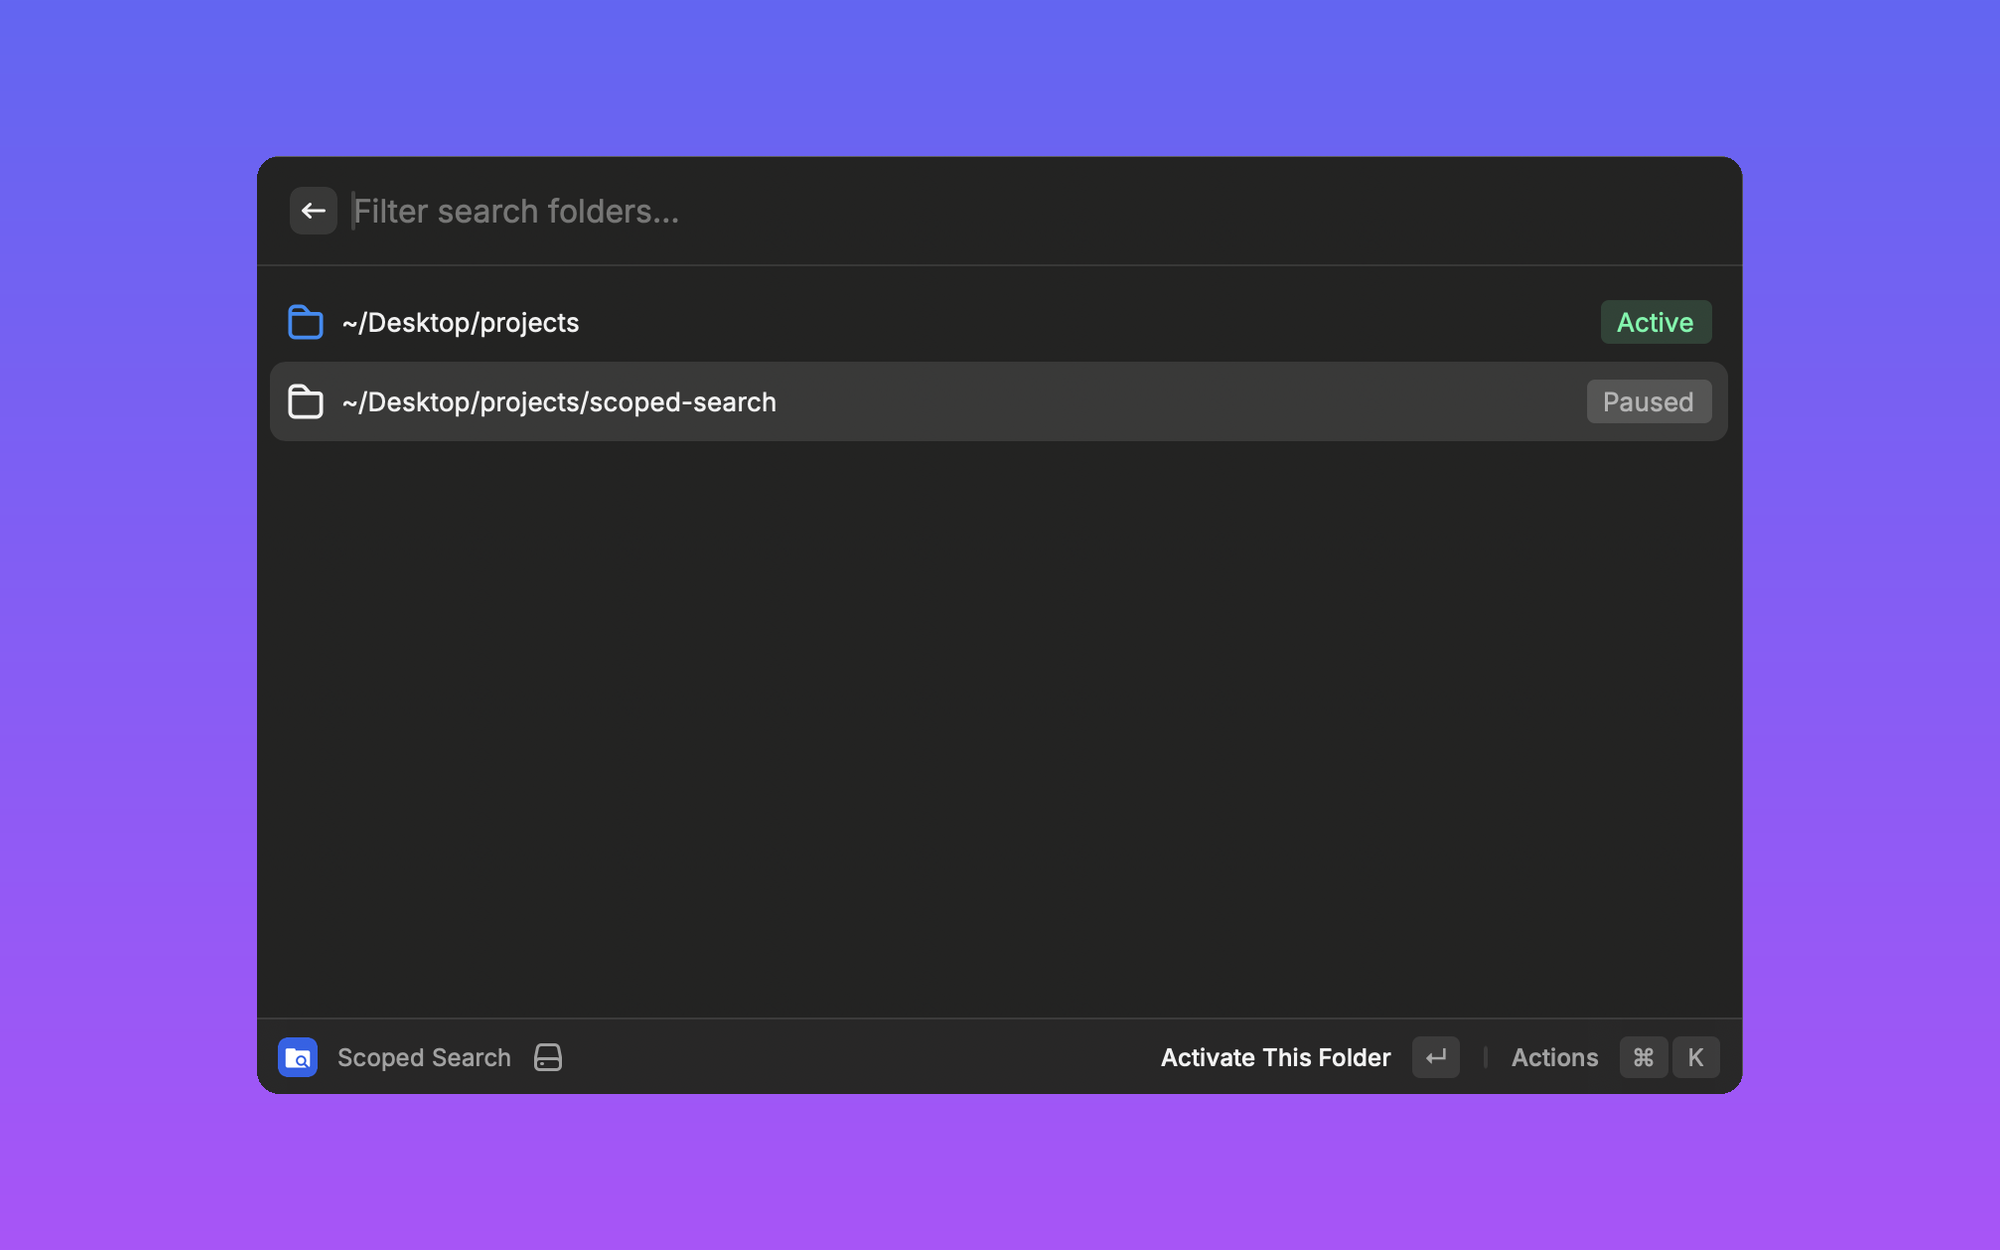 Filter search folders...
~/Desktop/projects Active
~/Desktop/projects/scoped-search Paused
Scoped Search Activate This Folder ↵ Actions ⌘ K